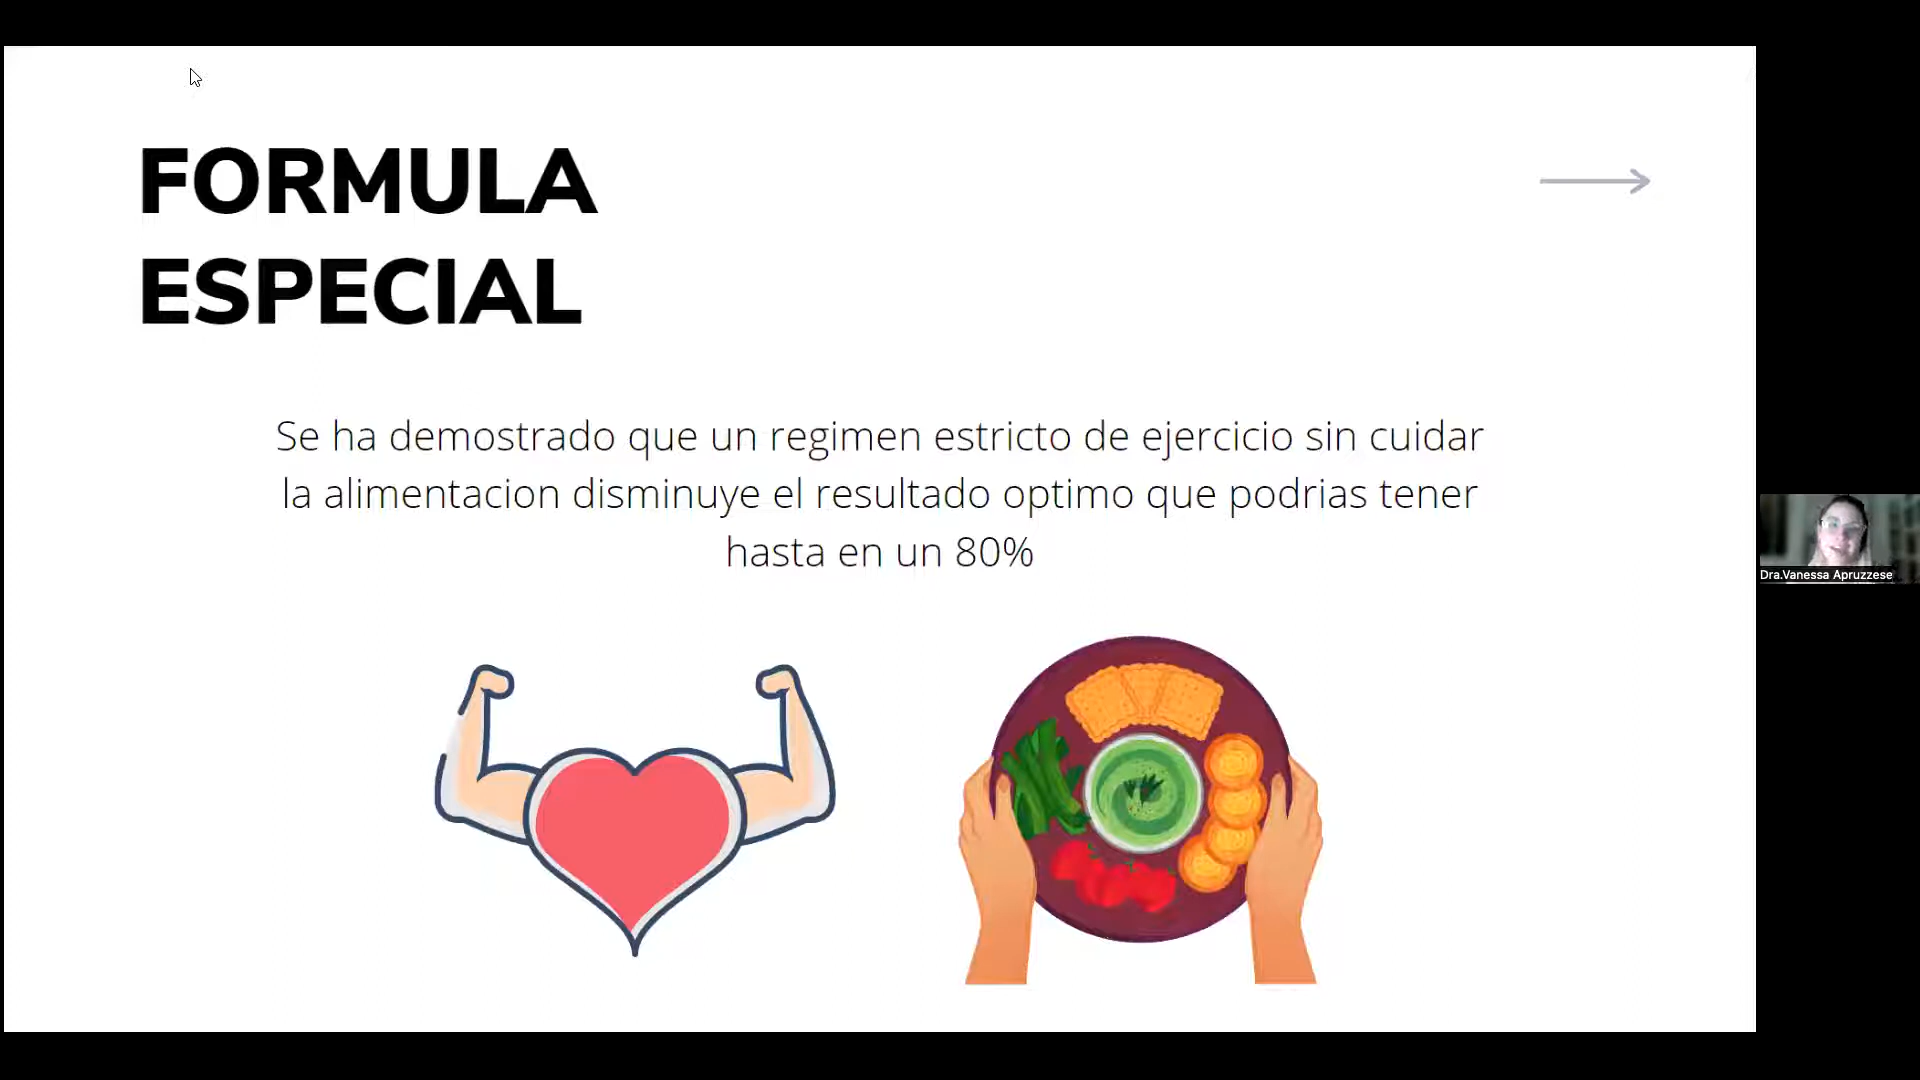 FORMULA
ESPECIAL
Se ha demostrado que un regimen estricto de ejercicio sin cuidar
la alimentacion disminuye el resultado optimo que podrias tener
hasta en un 80%
Dra.Vanessa Apruzzese